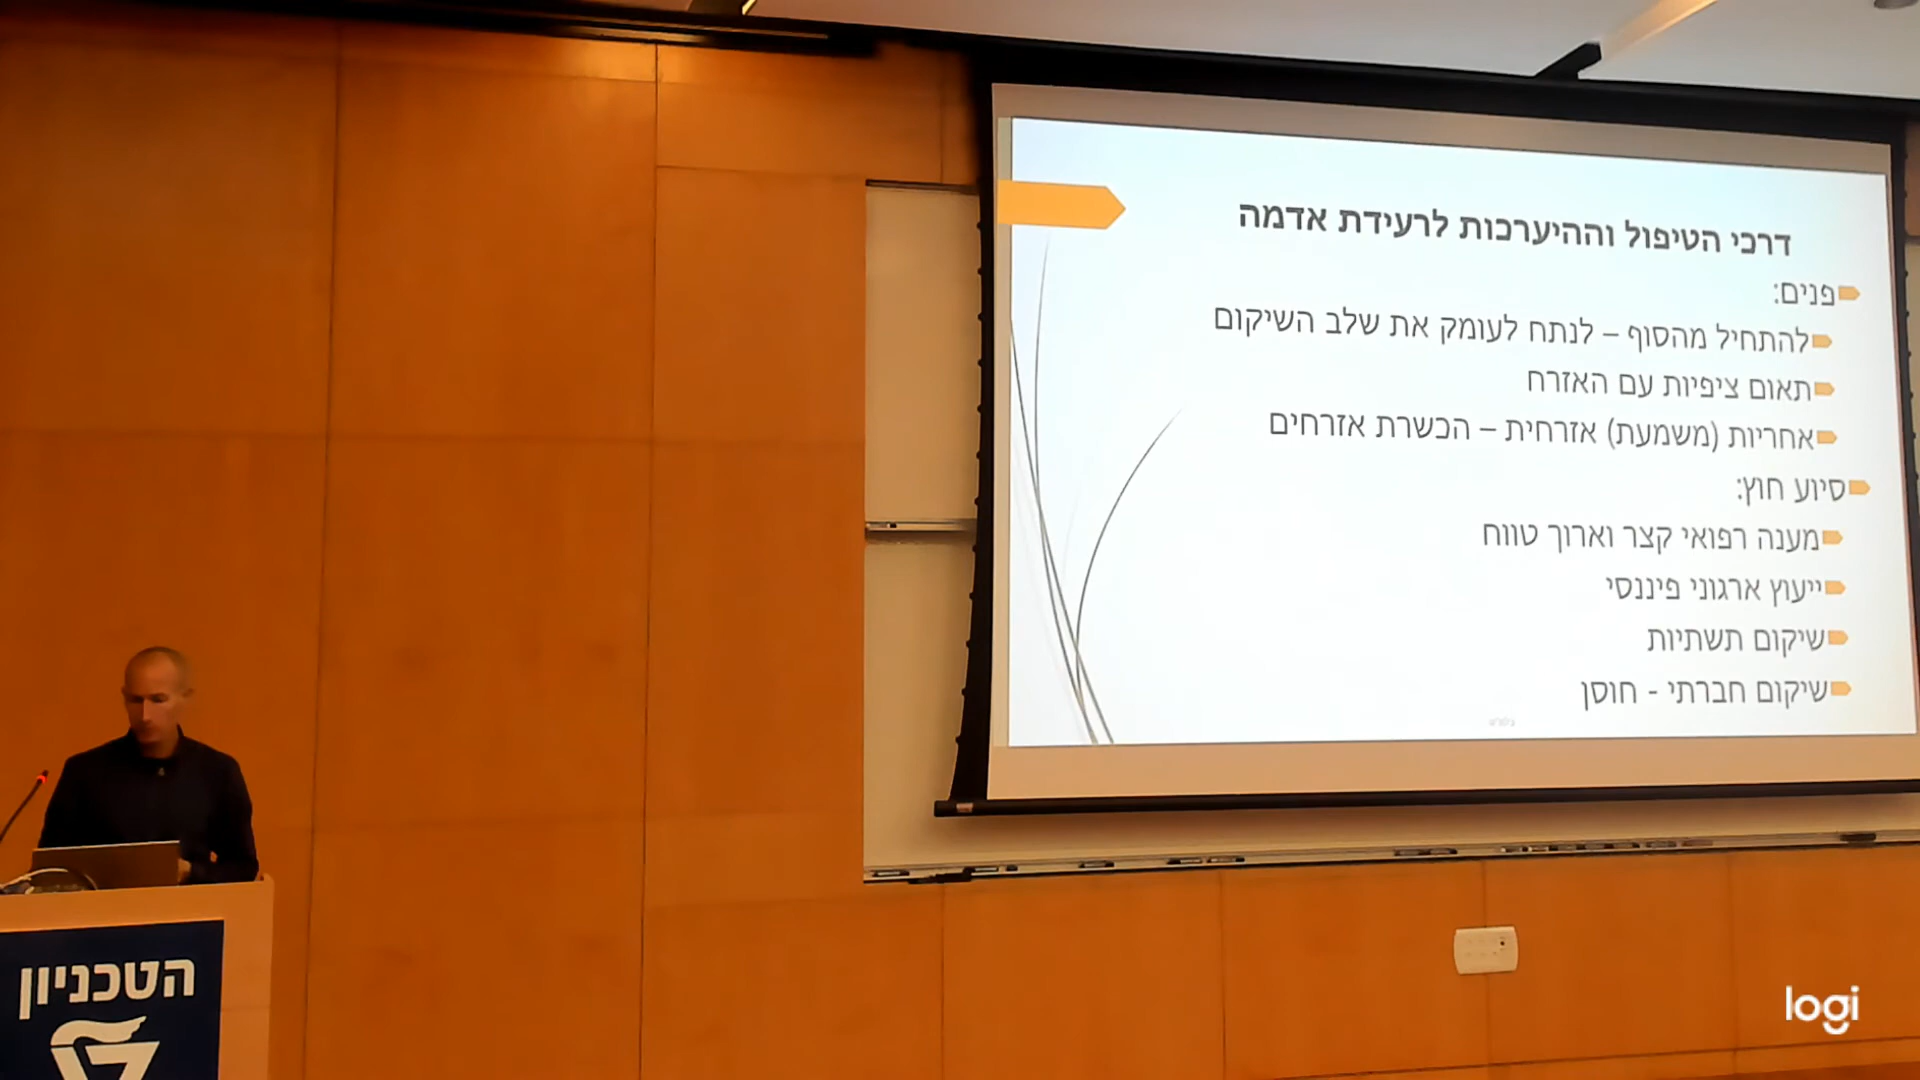 דרכי הטיפול וההיערכות לרעידת אדמה
פנים:
להתחיל מהסוף – לנתח לעומק את שלב השיקום
תאום ציפיות עם האזרח
אחריות (משמעת) אזרחית – הכשרת אזרחים
סיוע חוץ:
מענה רפואי קצר וארוך טווח
ייעוץ ארגוני פיננסי
שיקום תשתיות
שיקום חברתי - חוסן
הטכניון
logi